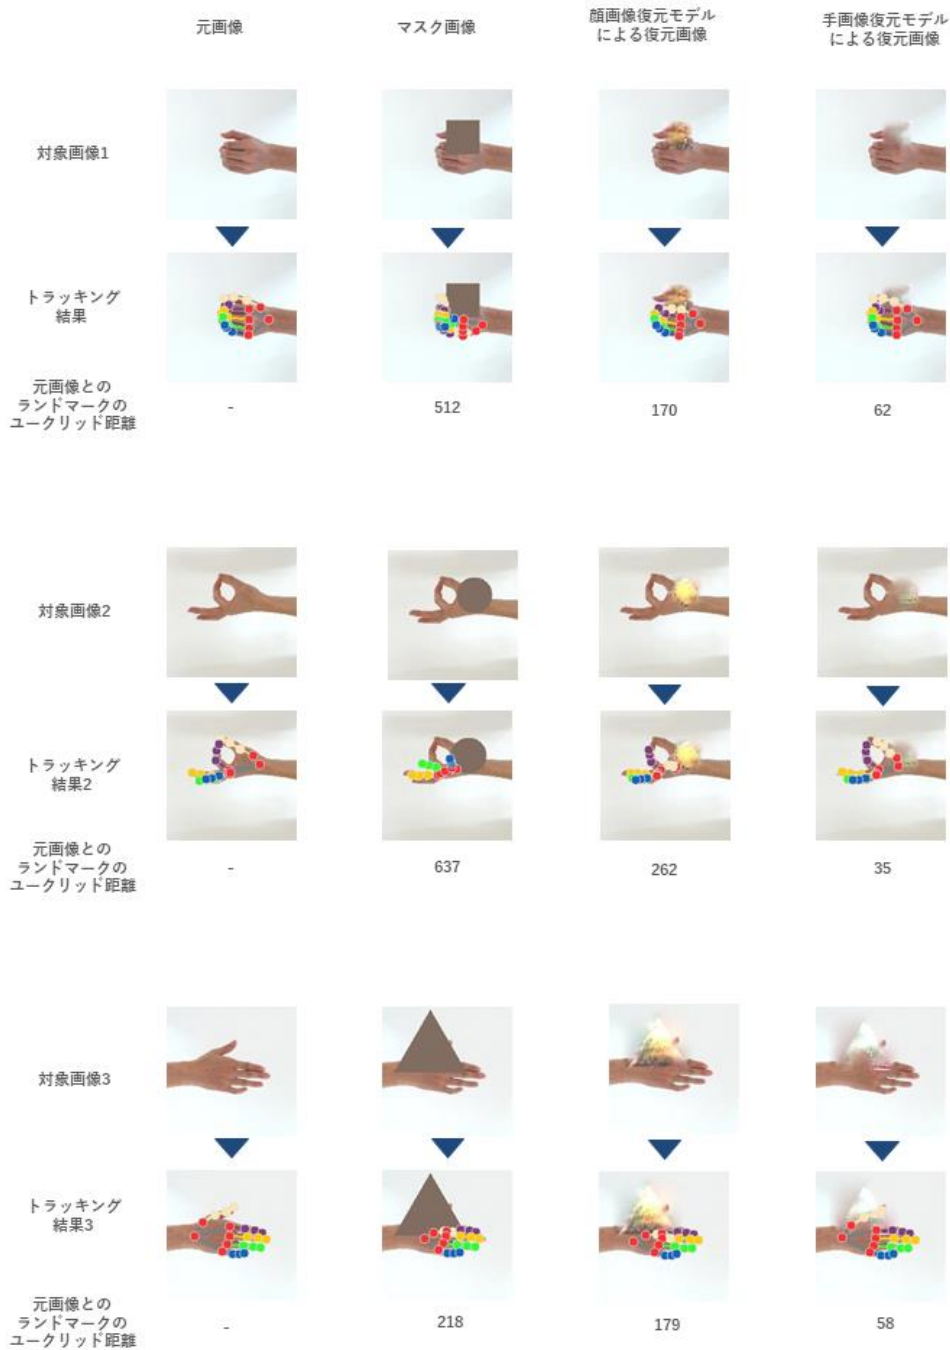 元画像
マスク画像
顔画像復元モデル
による復元画像
手画像復元モデル
による復元画像
対象画像1
トラッキング
結果
元画像との
ランドマークの
ユークリッド距離
-
512
170
62
対象画像2
トラッキング
結果2
元画像との
ランドマークの
ユークリッド距離
-
637
262
35
対象画像3
トラッキング
結果3
元画像との
ランドマークの
ユークリッド距離
-
218
179
58